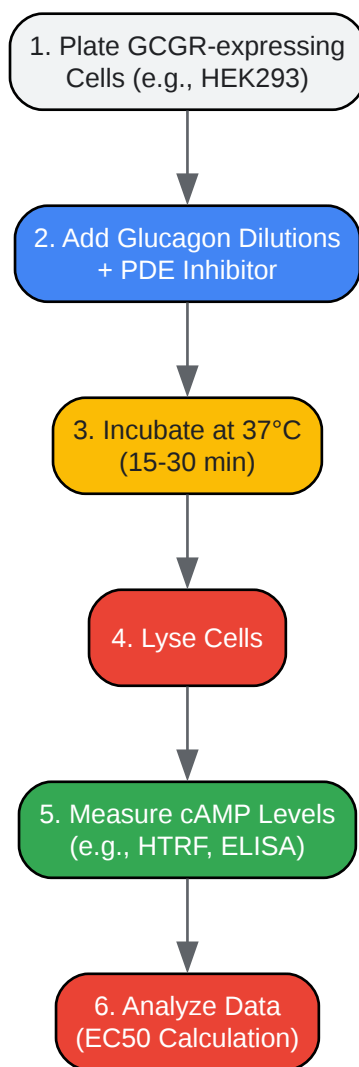 1. Plate GCGR-expressing
Cells (e.g., HEK293)
2. Add Glucagon Dilutions
+ PDE Inhibitor
3. Incubate at 37°C
(15-30 min)
4. Lyse Cells
5. Measure cAMP Levels
(e.g., HTRF, ELISA)
6. Analyze Data
(EC50 Calculation)